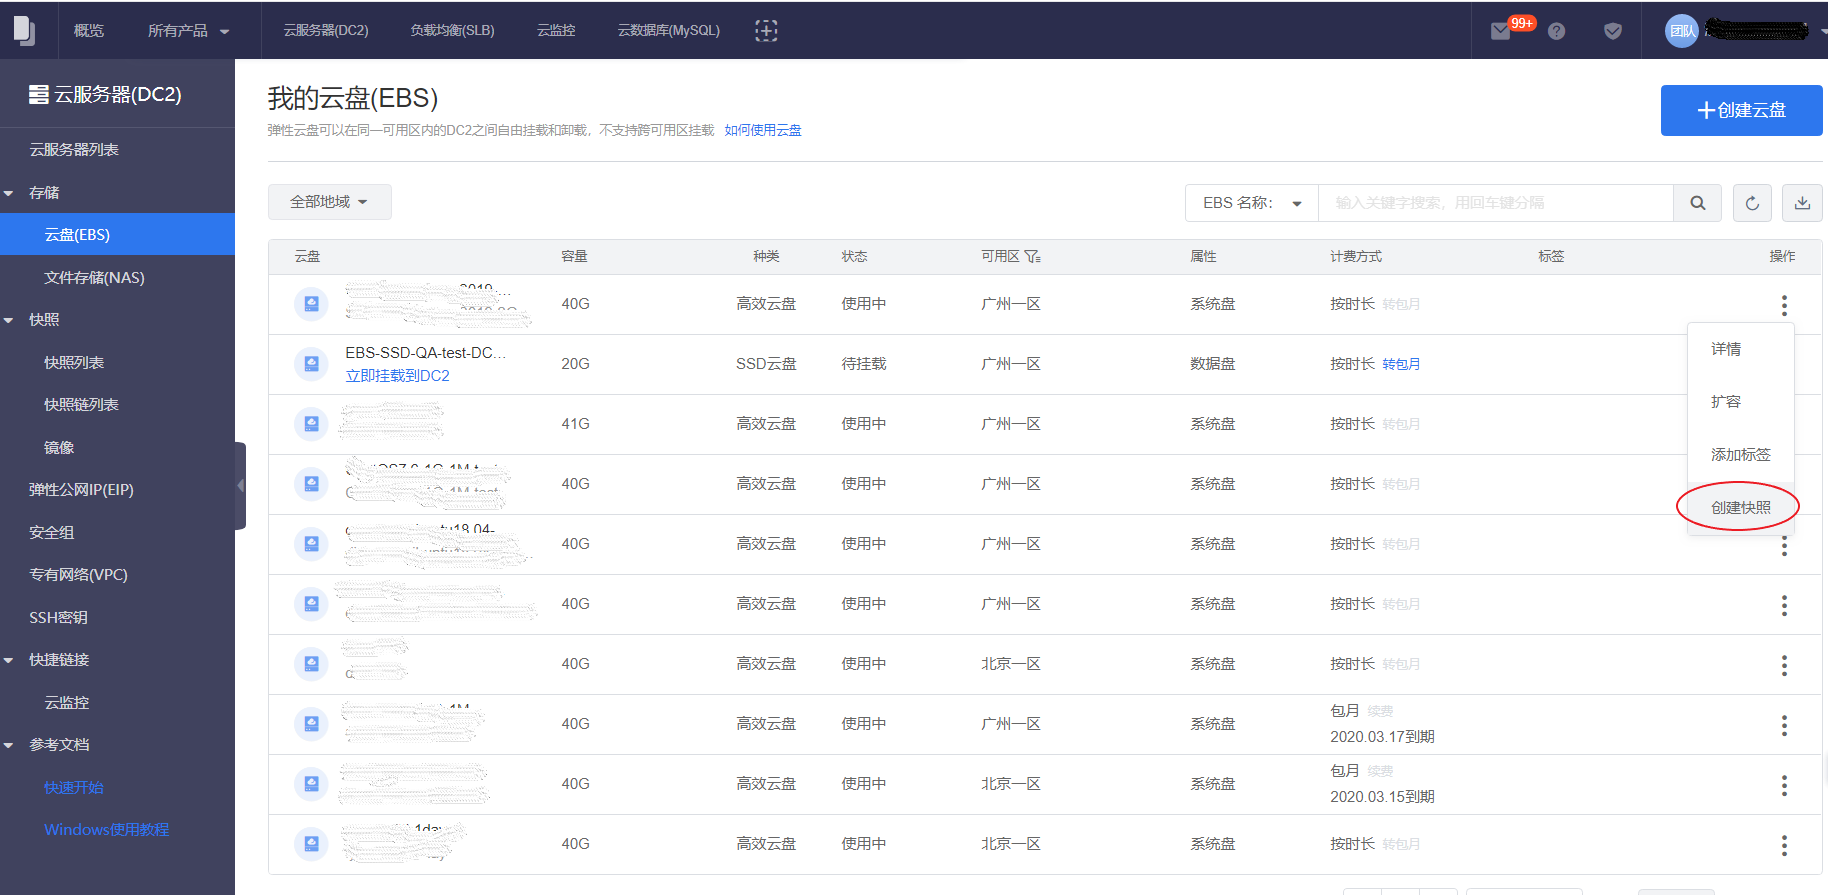 概览
所有产品
云服务器(DC2)
负载均衡(SLB)
云监控
云数据库(MySQL)
99+
团队
云服务器(DC2)
云服务器列表
存储
云盘(EBS)
文件存储(NAS)
快照
快照列表
快照链列表
镜像
弹性公网IP(EIP)
安全组
专有网络(VPC)
SSH密钥
快捷链接
云监控
参考文档
快速开始
Windows使用教程
我的云盘(EBS)
弹性云盘可以在同一可用区内的DC2之间自由挂载和卸载，不支持跨可用区挂载 如何使用云盘
创建云盘
全部地域
EBS 名称：
输入关键字搜索，用回车键分隔
云盘 容量 种类 状态 可用区 属性 计费方式 标签 操作
40G 高效云盘 使用中 广州一区 系统盘 按时长 转包月
EBS-SSD-QA-test-DC...
立即挂载到DC2
20G SSD云盘 待挂载 广州一区 数据盘 按时长 转包月
41G 高效云盘 使用中 广州一区 系统盘 按时长 转包月
40G 高效云盘 使用中 广州一区 系统盘 按时长 转包月
40G 高效云盘 使用中 广州一区 系统盘 按时长 转包月
40G 高效云盘 使用中 广州一区 系统盘 按时长 转包月
40G 高效云盘 使用中 北京一区 系统盘 按时长 转包月
40G 高效云盘 使用中 广州一区 系统盘 包月 续费
2020.03.17到期
40G 高效云盘 使用中 北京一区 系统盘 包月 续费
2020.03.15到期
40G 高效云盘 使用中 北京一区 系统盘 按时长 转包月
详情
扩容
添加标签
创建快照